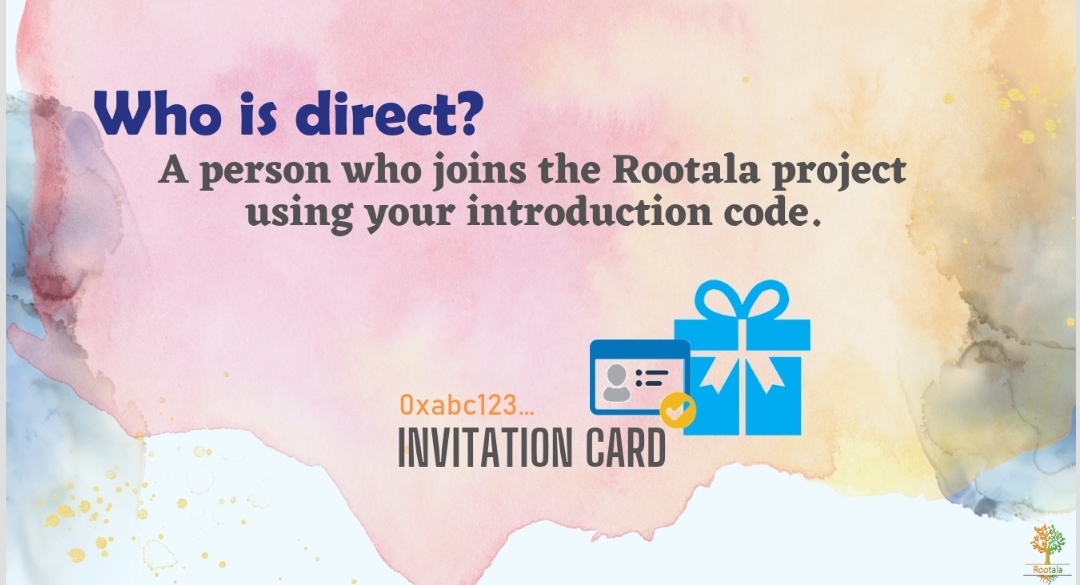 Who is direct?
A person who joins the Rootala project
using your introduction code.
0xabc123...
INVITATION CARD
Rootala